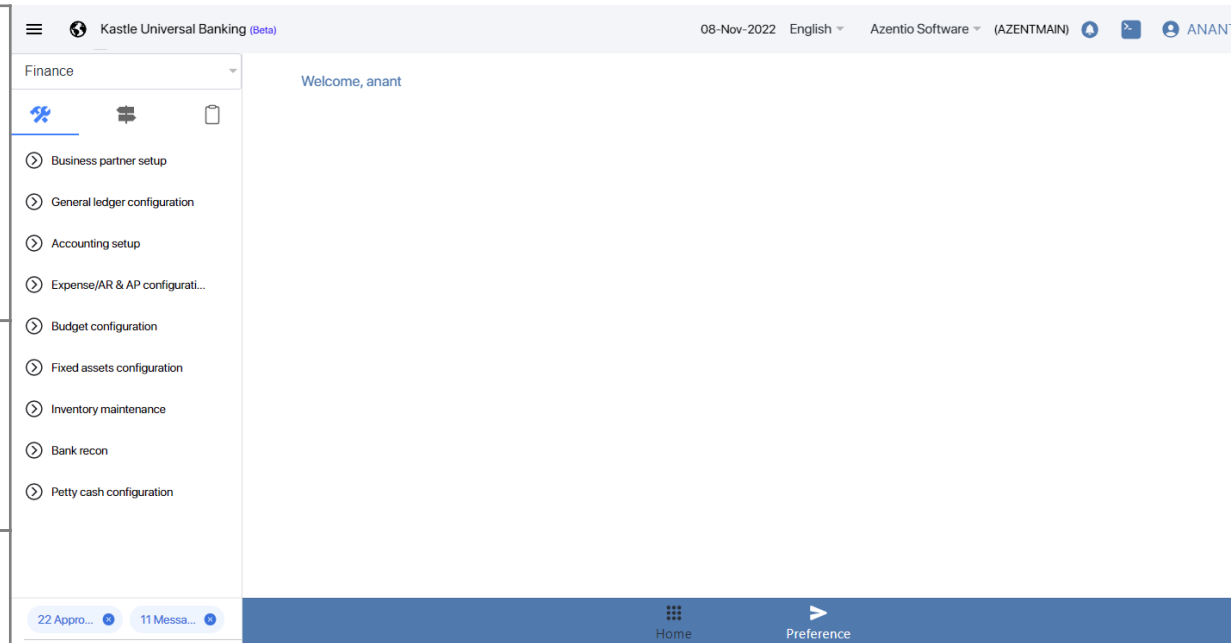 Kastle Universal Banking (Beta)
08-Nov-2022 English Azentio Software (AZENTMAIN) ANANT
Finance
Welcome, anant
Business partner setup
General ledger configuration
Accounting setup
Expense/AR & AP configurati...
Budget configuration
Fixed assets configuration
Inventory maintenance
Bank recon
Petty cash configuration
22 Appro... 11 Messa...
Home Preference